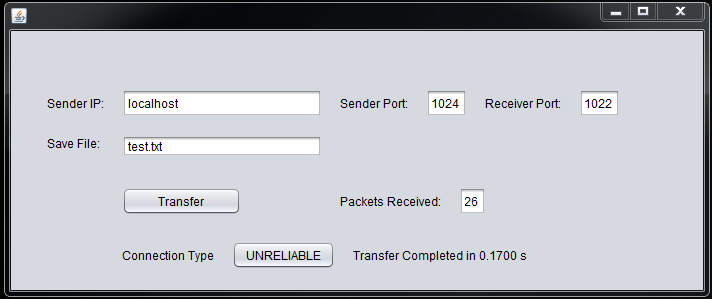 Sender IP: localhost Sender Port: 1024 Receiver Port: 1022
Save File: test.txt
Transfer Packets Received: 26
Connection Type UNRELIABLE Transfer Completed in 0.1700 s